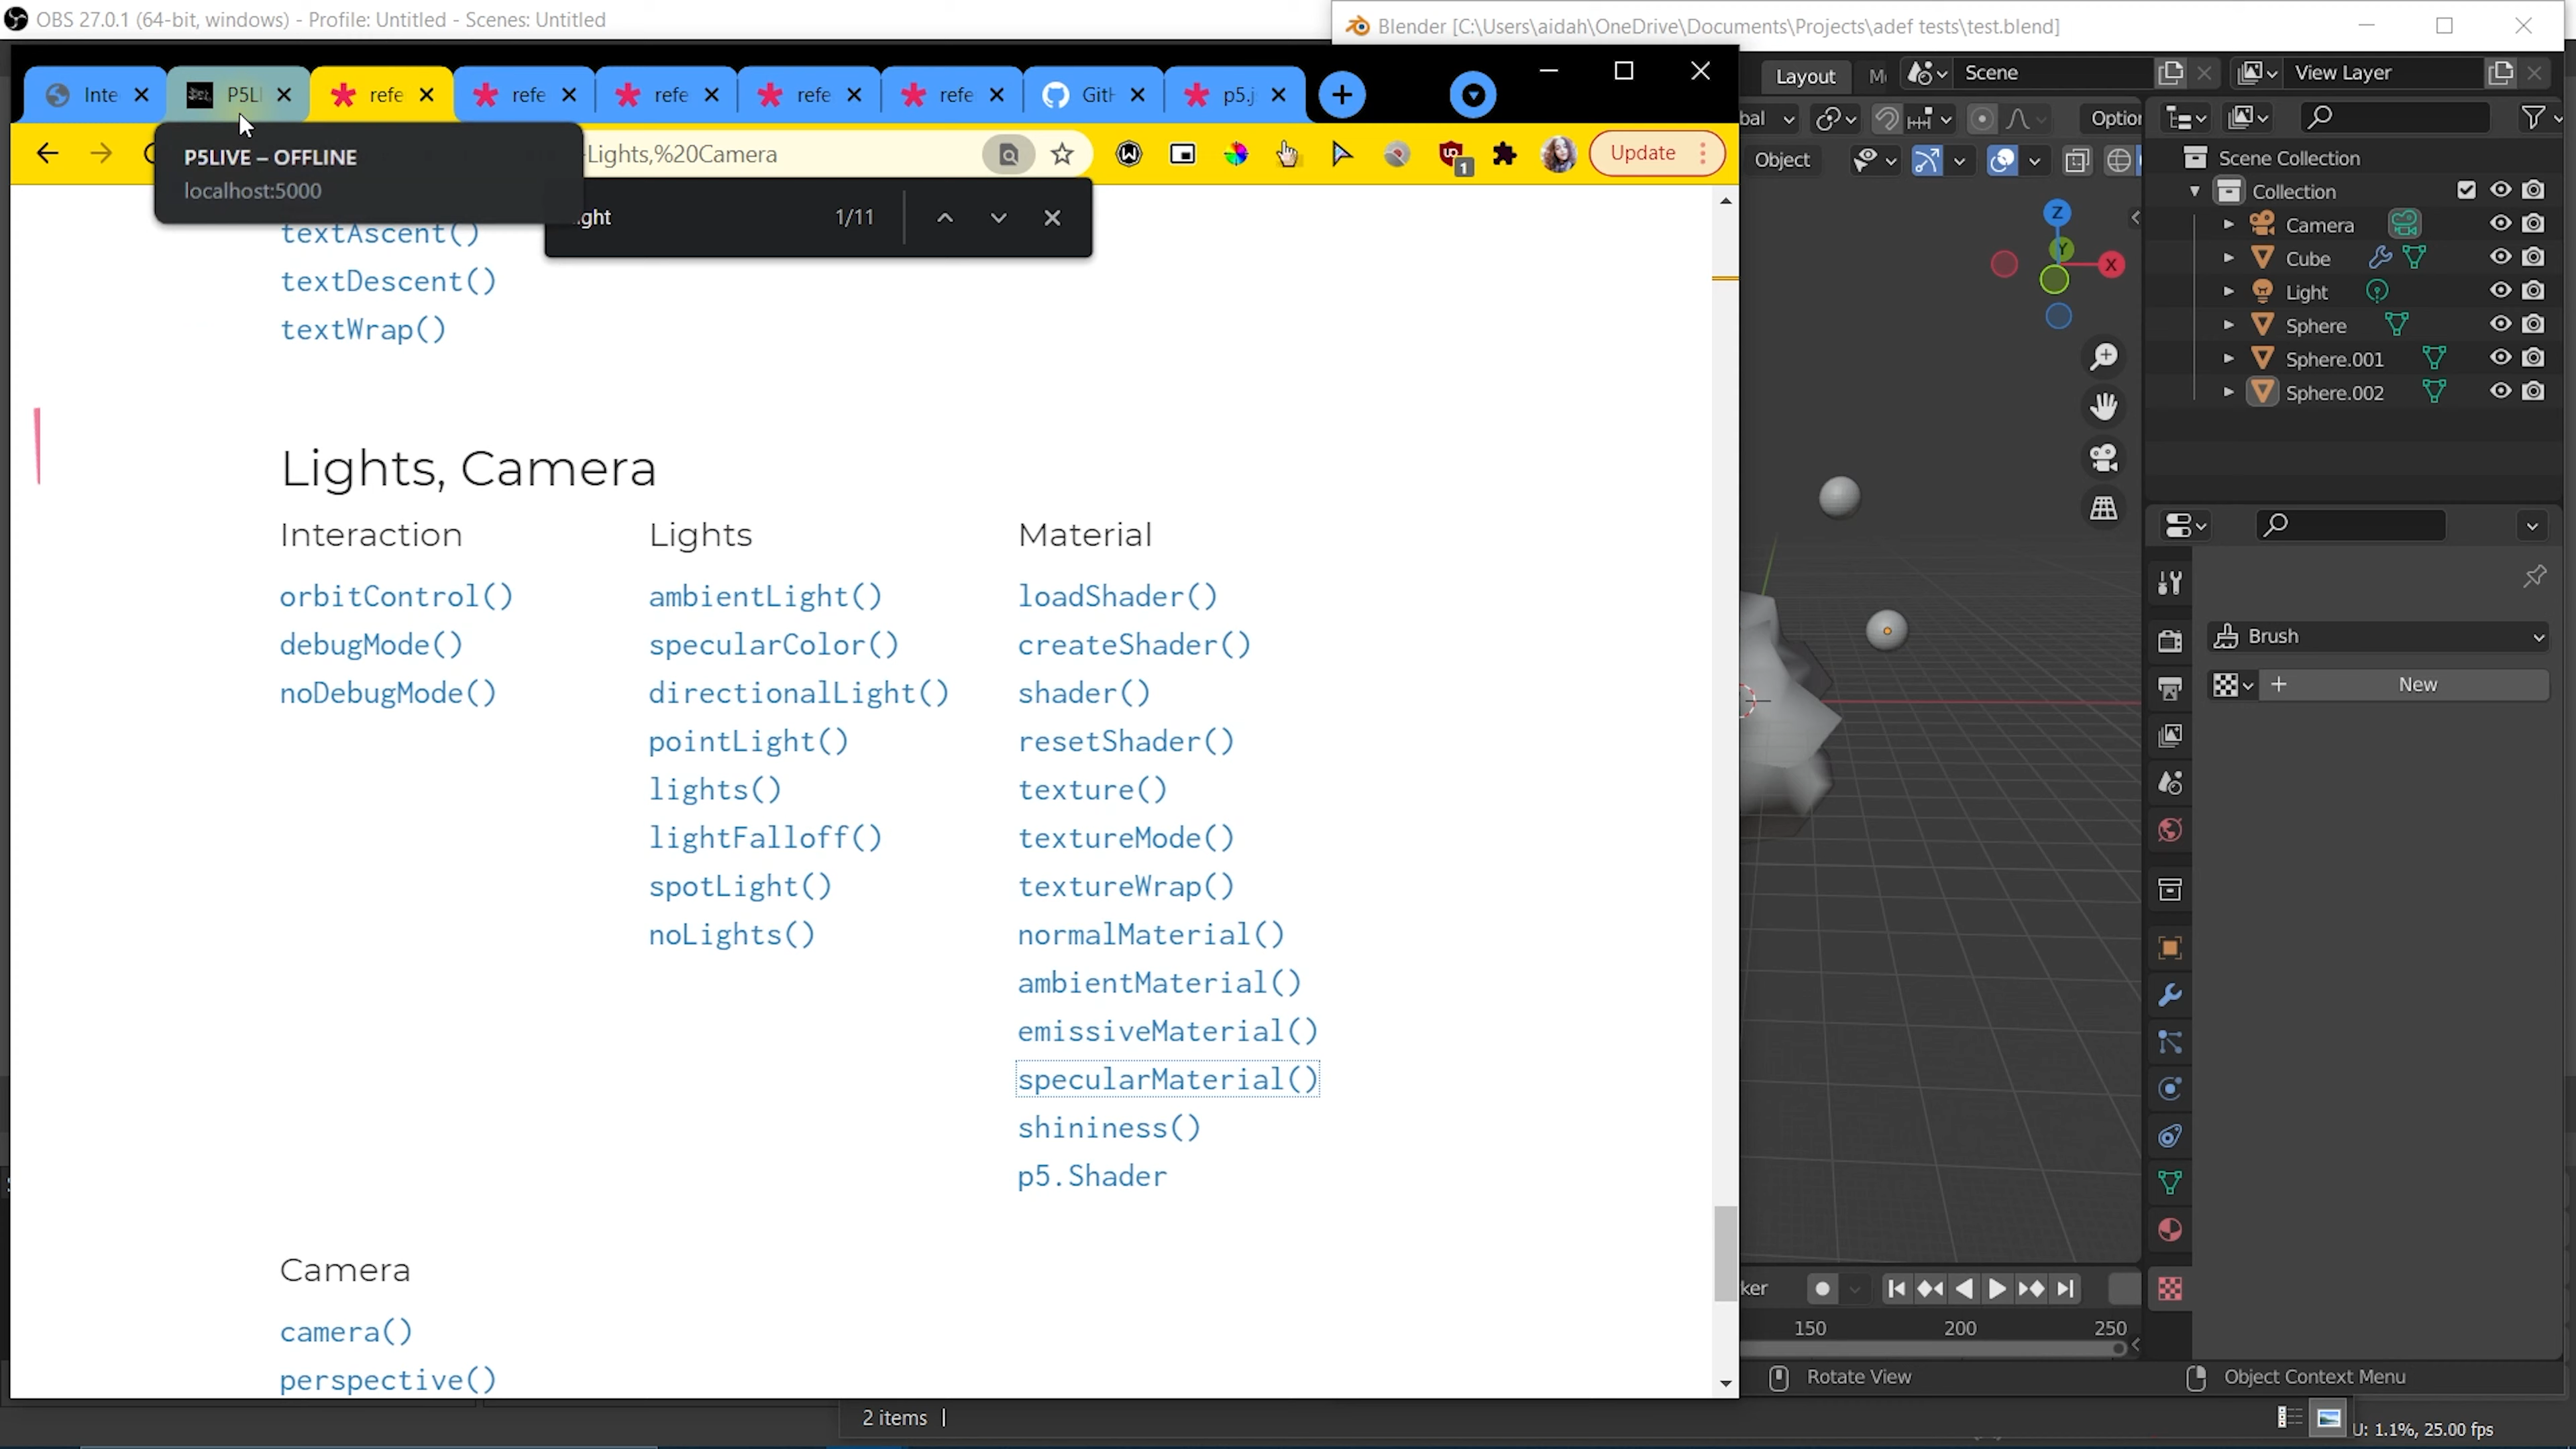 OBS 27.0.1 (64-bit, windows) - Profile: Untitled - Scenes: Untitled
Blender [C:\Users\aidah\OneDrive\Documents\Projects\adef tests\test.blend]
Inte
P5LI
refe
refe
refe
refe
refe
GitH
p5.j
Layout
Scene
View Layer
P5LIVE – OFFLINE
localhost:5000
-Lights,%20Camera
1
Update
bal
Option
Object
ght
1/11
Scene Collection
Collection
Camera
Cube
Light
Sphere
Sphere.001
Sphere.002
Z
Y
X
textAscent()
textDescent()
textWrap()
Lights, Camera
Interaction
orbitControl()
debugMode()
noDebugMode()
Lights
ambientLight()
specularColor()
directionalLight()
pointLight()
lights()
lightFalloff()
spotLight()
noLights()
Material
loadShader()
createShader()
shader()
resetShader()
texture()
textureMode()
textureWrap()
normalMaterial()
ambientMaterial()
emissiveMaterial()
specularMaterial()
shininess()
p5.Shader
Camera
camera()
perspective()
Brush
New
ker
150
200
250
Rotate View
Object Context Menu
2 items
U: 1.1%, 25.00 fps